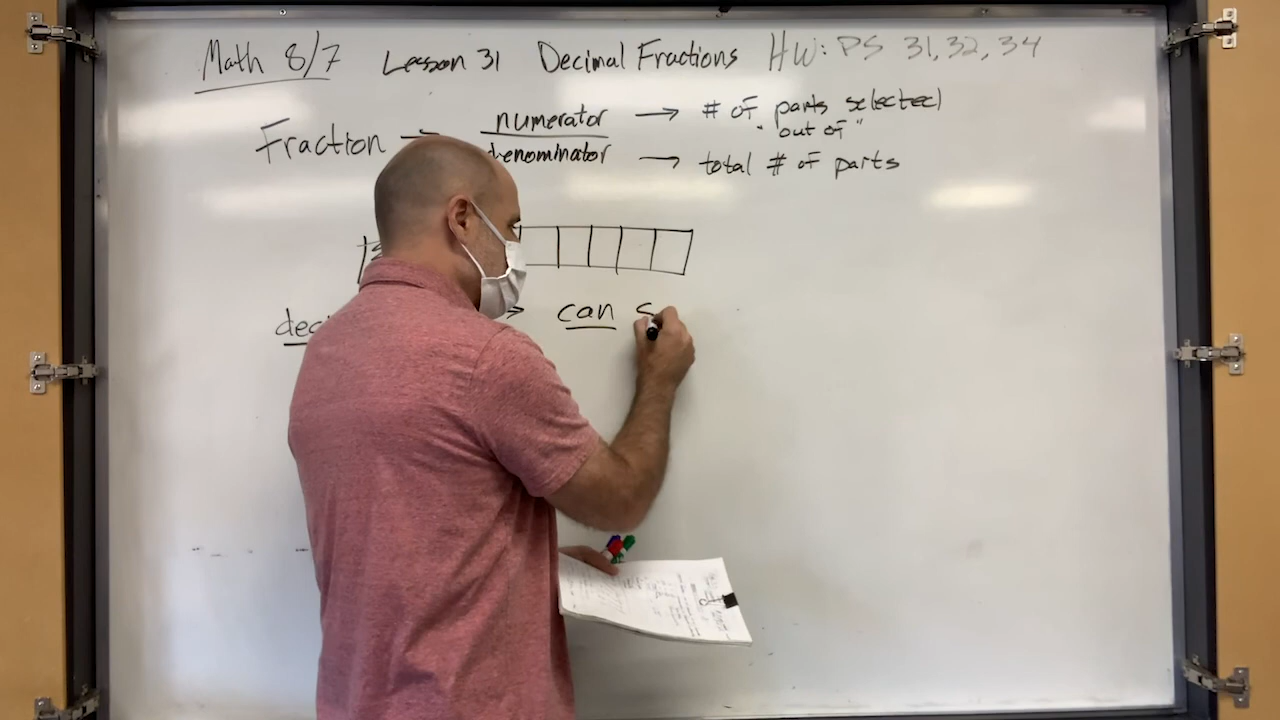 Math 8/7 Lesson 31 Decimal Fractions HW: PS 31, 32, 34
Fraction → numerator → # of parts selected
"out of"
denominator → total # of parts
dec → can s